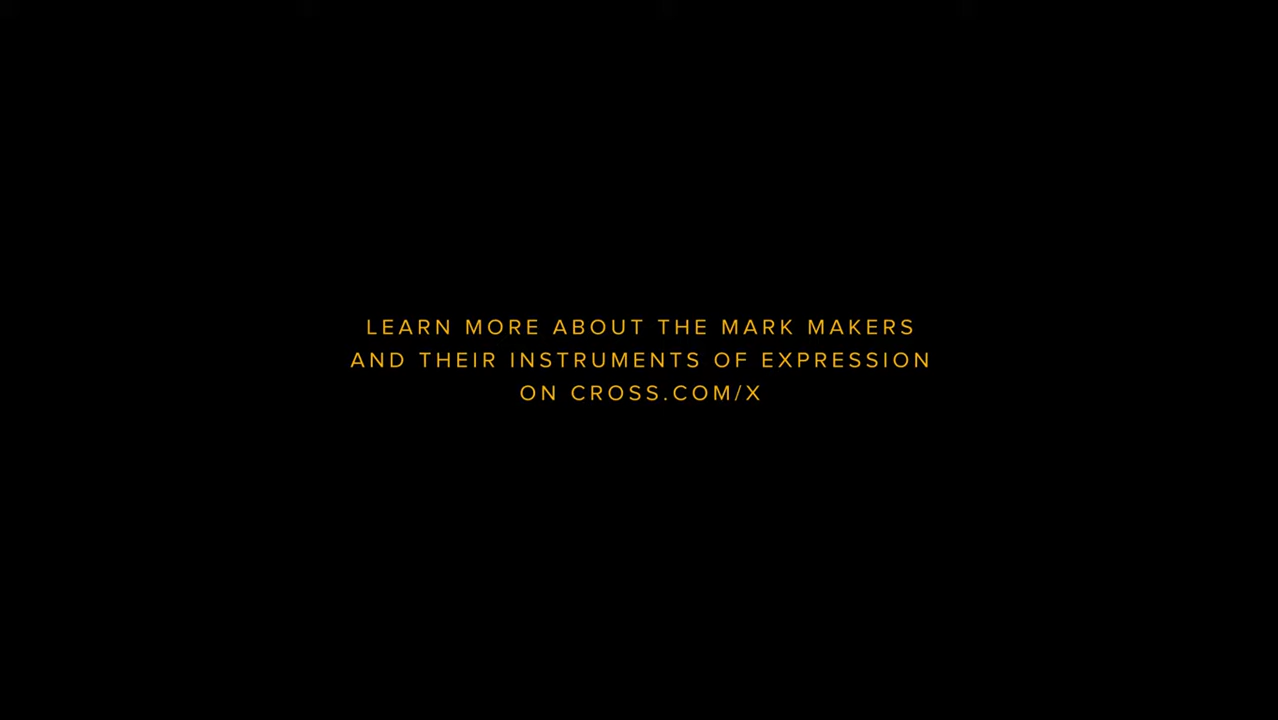 LEARN MORE ABOUT THE MARK MAKERS
AND THEIR INSTRUMENTS OF EXPRESSION
ON CROSS.COM/X